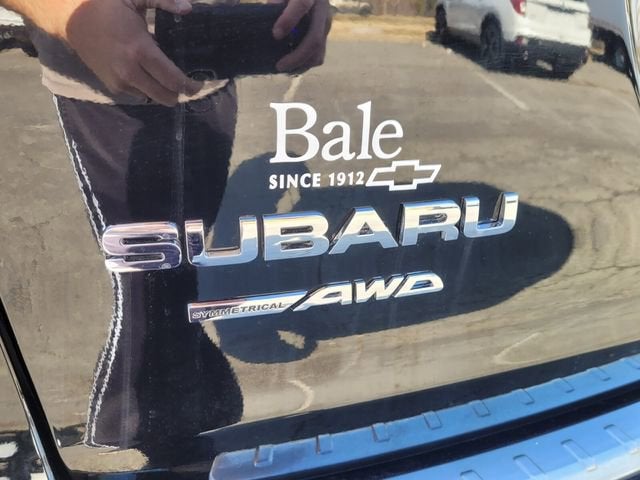 Bale
SINCE 1912
SUBARU
SYMMETRICAL AWD